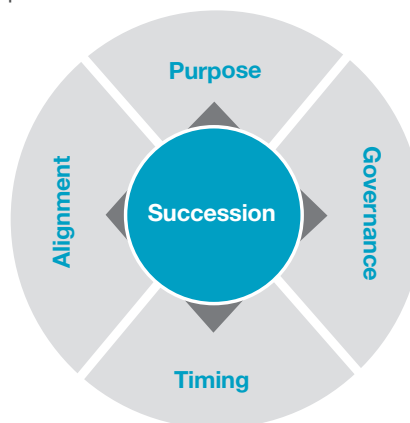 Purpose
Governance
Succession
Alignment
Timing